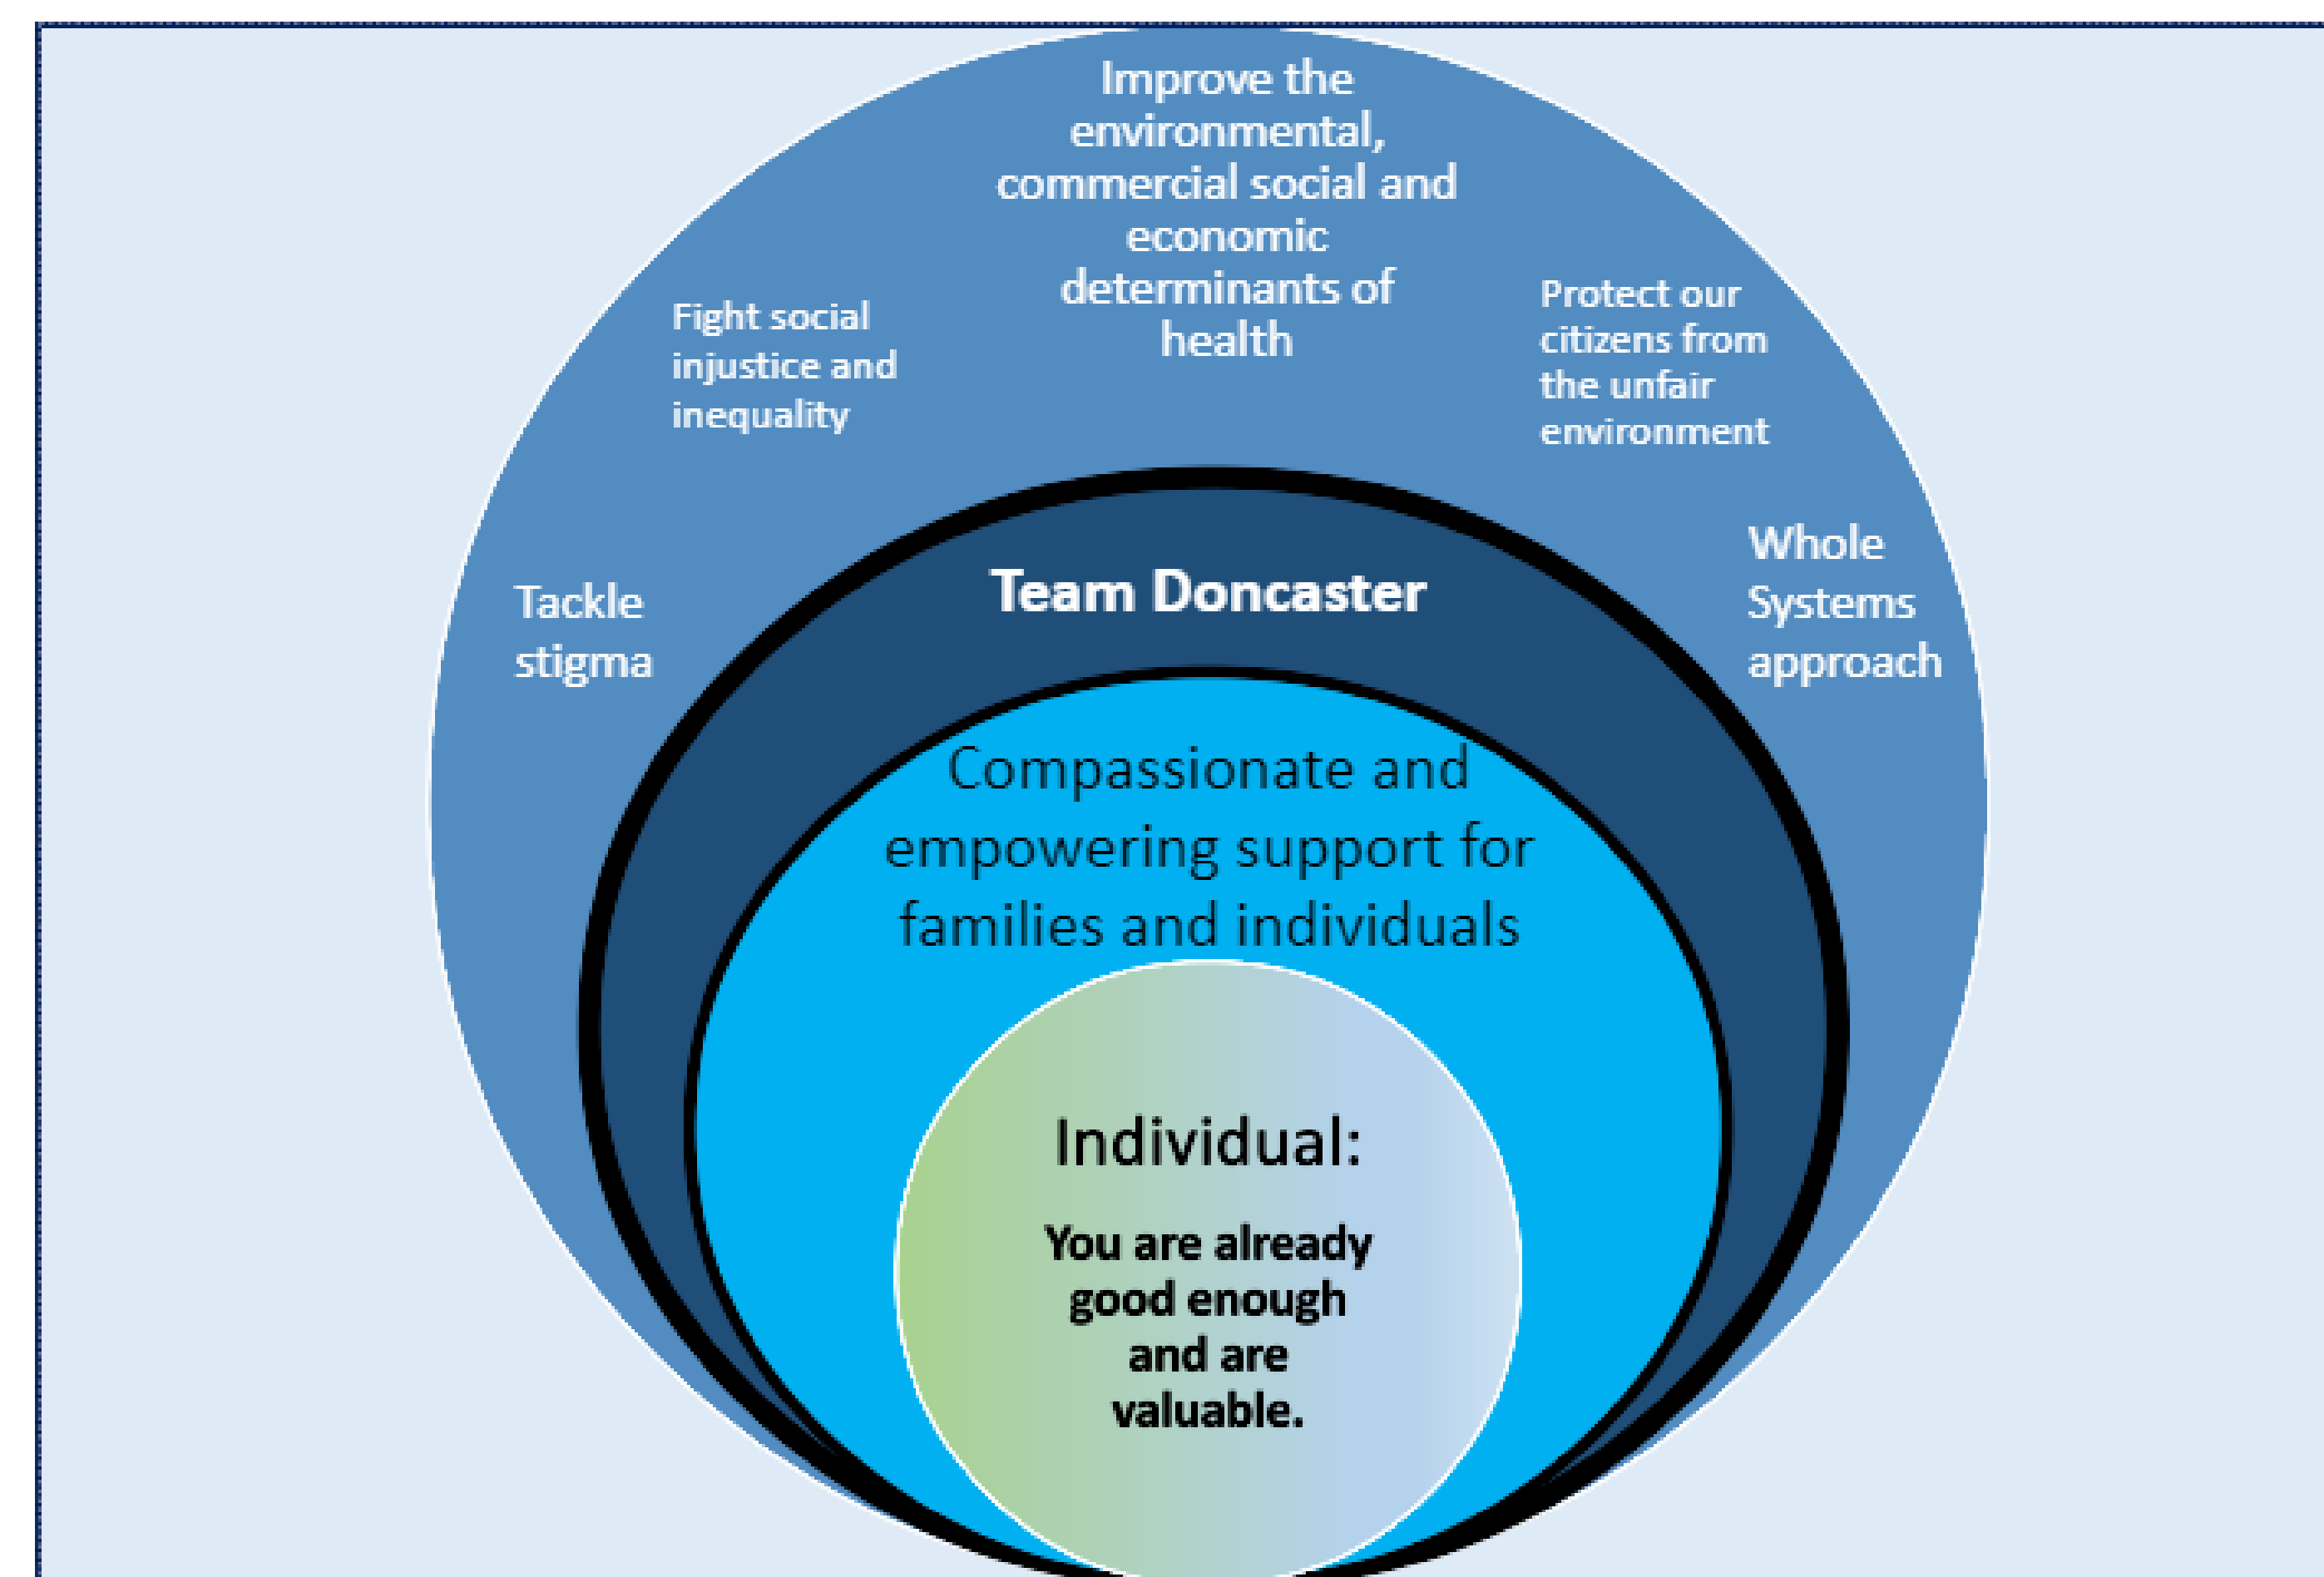 Improve the
environmental,
commercial social and
economic
determinants of
health
Fight social
injustice and
inequality
Protect our
citizens from
the unfair
environment
Tackle
stigma
Whole
Systems
approach
Team Doncaster
Compassionate and
empowering support for
families and individuals
Individual:
You are already
good enough
and are
valuable.